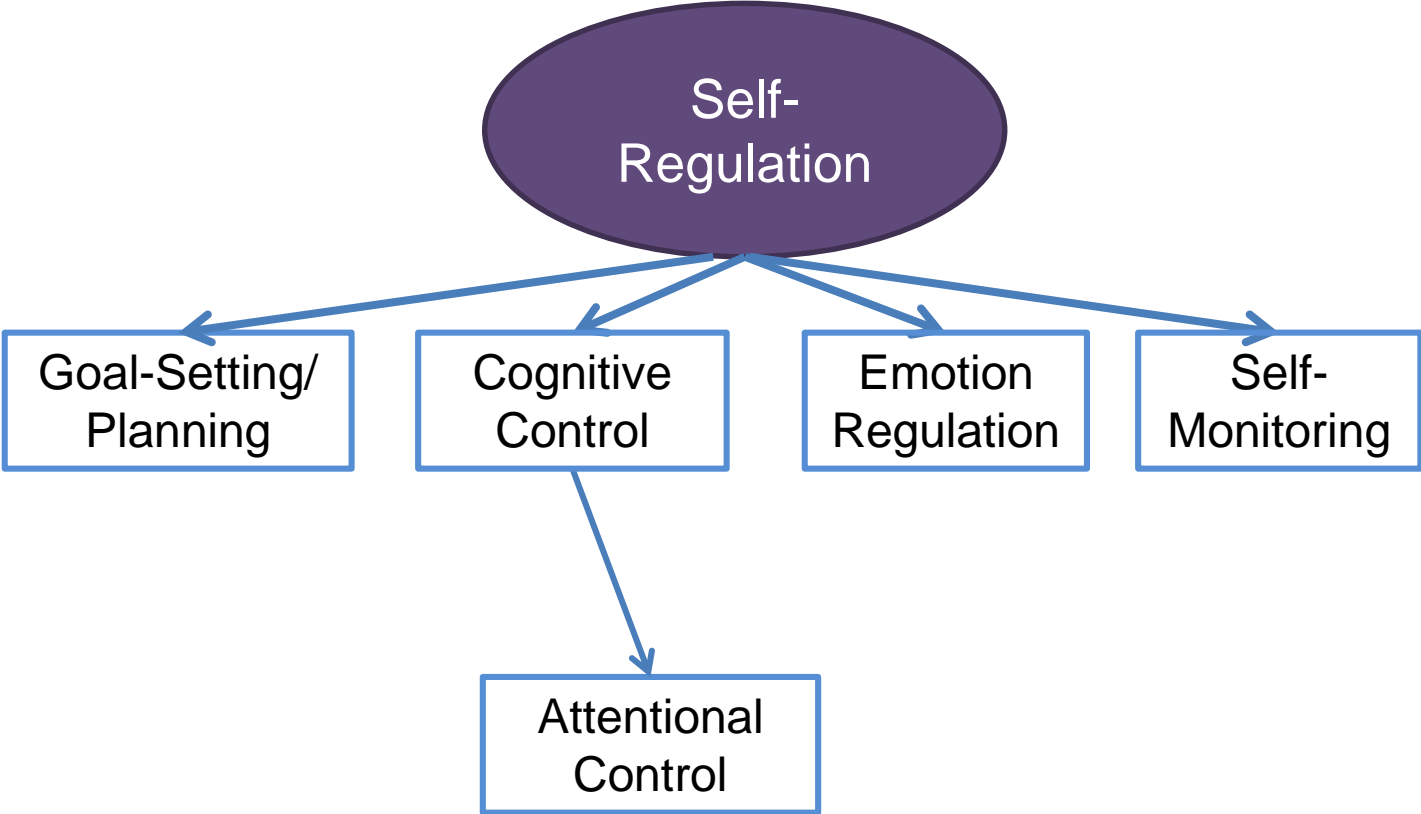 Self-
Regulation
Goal-Setting/
Planning
Cognitive
Control
Emotion
Regulation
Self-
Monitoring
Attentional
Control